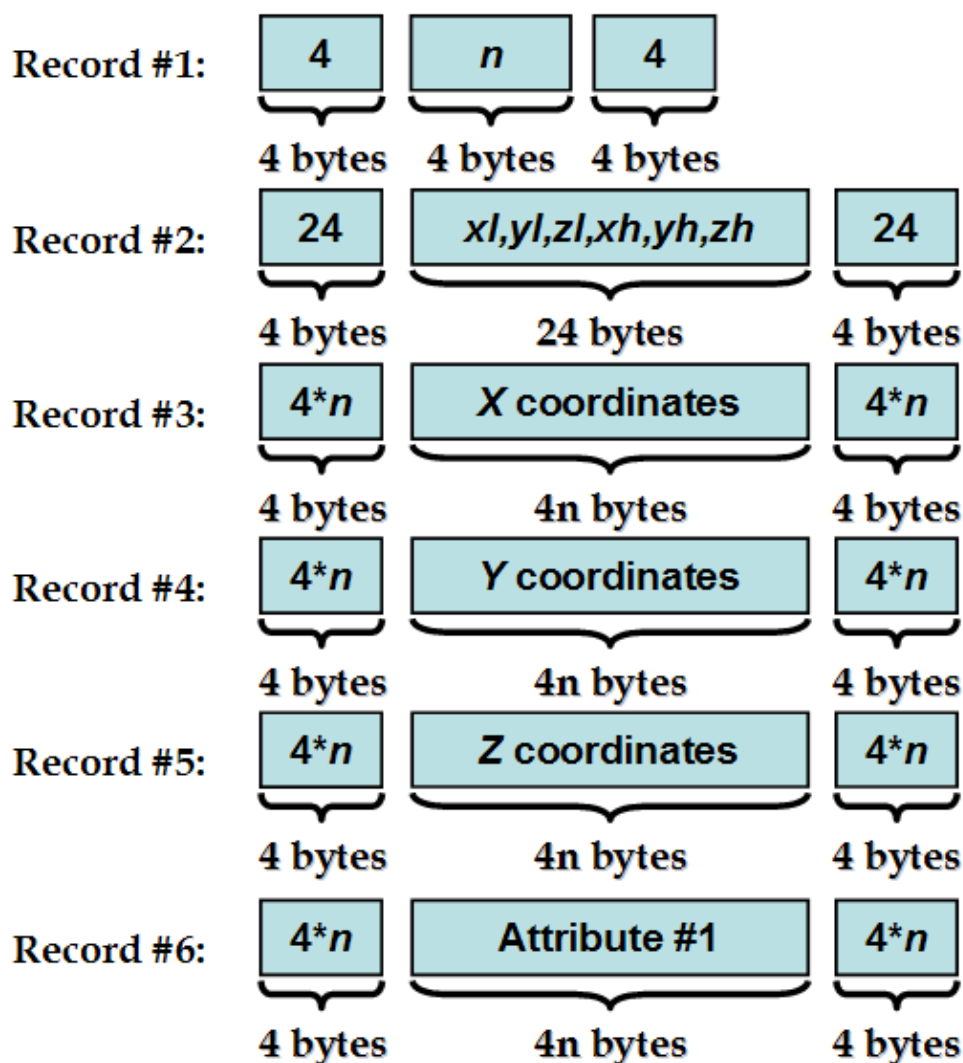 Record #1: 4 n 4
4 bytes 4 bytes 4 bytes
Record #2: 24 xl,yl,zl,xh,yh,zh 24
4 bytes 24 bytes 4 bytes
Record #3: 4*n X coordinates 4*n
4 bytes 4n bytes 4 bytes
Record #4: 4*n Y coordinates 4*n
4 bytes 4n bytes 4 bytes
Record #5: 4*n Z coordinates 4*n
4 bytes 4n bytes 4 bytes
Record #6: 4*n Attribute #1 4*n
4 bytes 4n bytes 4 bytes